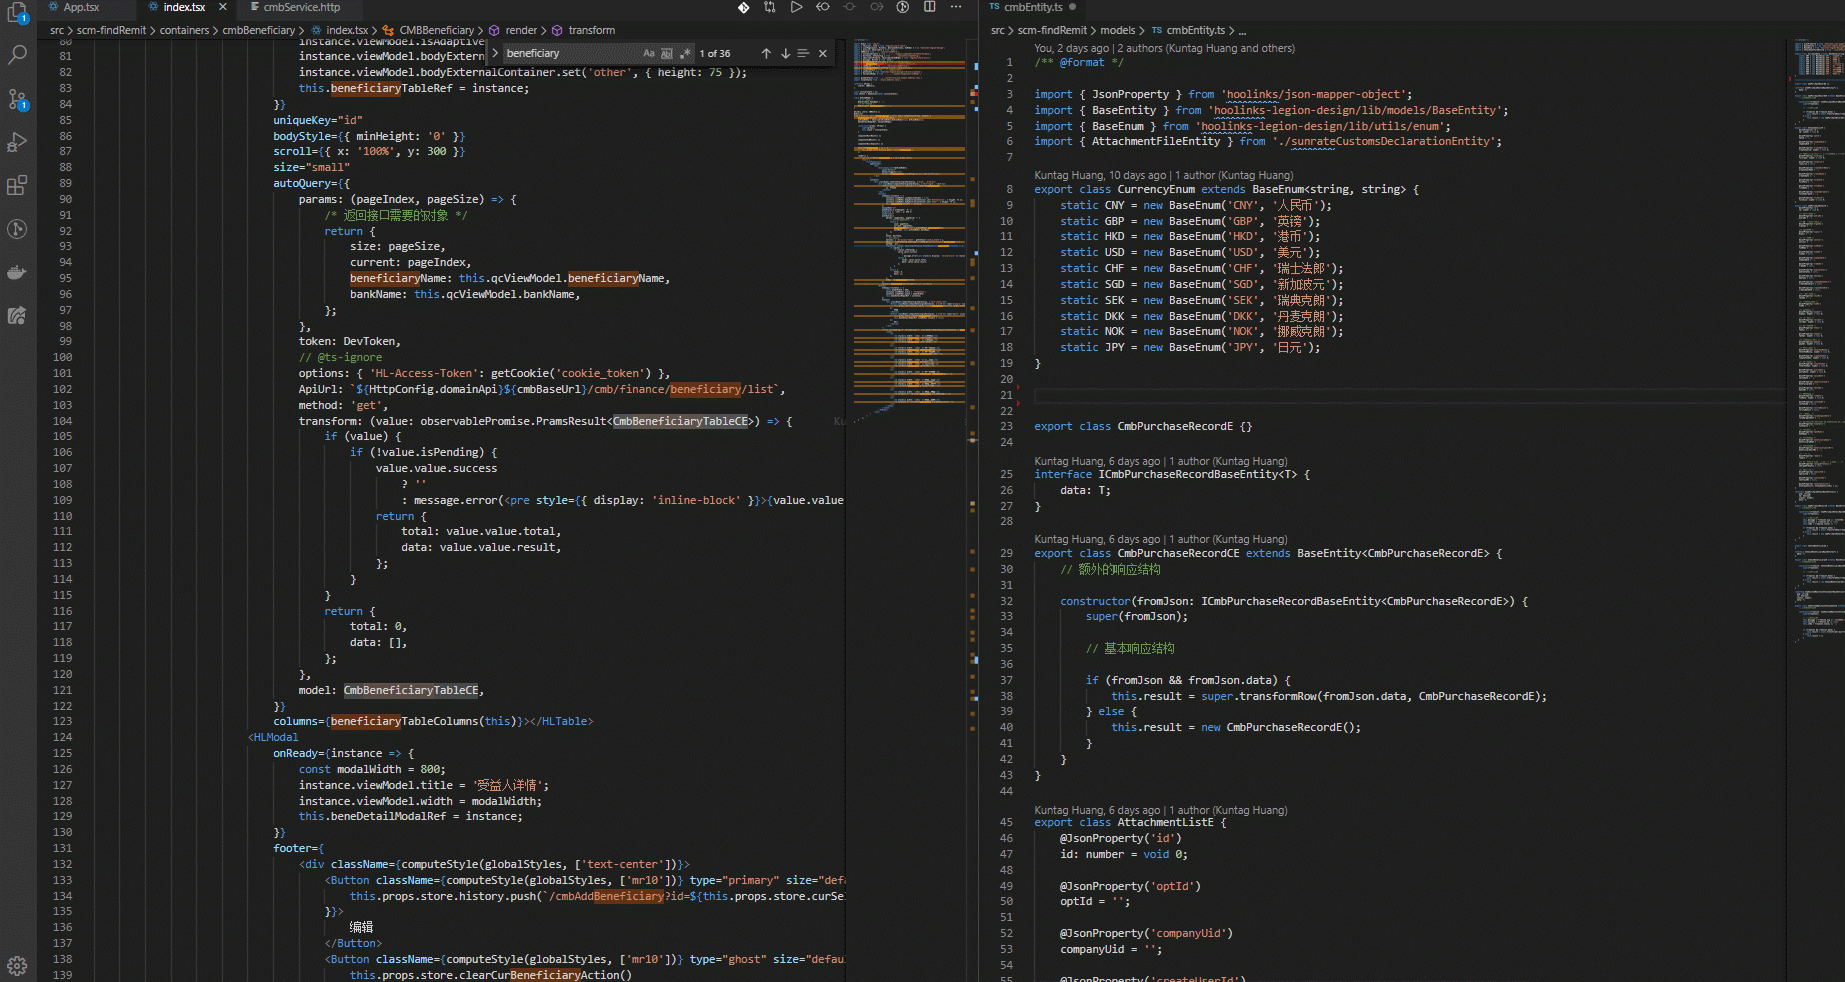 App.tsx
index.tsx
cmbService.http
src > scm-findRemit > containers > cmbBeneficiary > index.tsx > CMBBeneficiary > render > transform
beneficiary
Aa
1 of 36
81 instance.viewModel.bodyExtern
82 instance.viewModel.bodyExternalContainer.set('other', { height: 75 });
83 this.beneficiaryTableRef = instance;
84 }}
85 uniqueKey="id"
86 bodyStyle={{ minHeight: '0' }}
87 scroll={{ x: '100%', y: 300 }}
88 size="small"
89 autoQuery={{
90 params: (pageIndex, pageSize) => {
91 /* 返回接口需要的对象 */
92 return {
93 size: pageSize,
94 current: pageIndex,
95 beneficiaryName: this.qcViewModel.beneficiaryName,
96 bankName: this.qcViewModel.bankName,
97 };
98 },
99 token: DevToken,
100 // @ts-ignore
101 options: { 'HL-Access-Token': getCookie('cookie_token') },
102 ApiUrl: `${HttpConfig.domainApi}${cmbBaseUrl}/cmb/finance/beneficiary/list`,
103 method: 'get',
104 transform: (value: observablePromise.PramsResult<CmbBeneficiaryTableCE>) => {
105 if (value) {
106 if (!value.isPending) {
107 value.value.success
108 ? ''
109 : message.error(<pre style={{ display: 'inline-block' }}>{value.value
110 return {
111 total: value.value.total,
112 data: value.value.result,
113 };
114 }
115 }
116 return {
117 total: 0,
118 data: [],
119 };
120 },
121 model: CmbBeneficiaryTableCE,
122 }}
123 columns={beneficiaryTableColumns(this)}></HLTable>
124 <HLModal
125 onReady={instance => {
126 const modalWidth = 800;
127 instance.viewModel.title = '受益人详情';
128 instance.viewModel.width = modalWidth;
129 this.beneDetailModalRef = instance;
130 }}
131 footer={
132 <div className={computeStyle(globalStyles, ['text-center'])}>
133 <Button className={computeStyle(globalStyles, ['mr10'])} type="primary" size="defa
134 this.props.store.history.push(`/cmbAddBeneficiary?id=${this.props.store.curSe
135 }}>
136 编辑
137 </Button>
138 <Button className={computeStyle(globalStyles, ['mr10'])} type="ghost" size="defau
139 this.props.store.clearCurBeneficiaryAction()
TS cmbEntity.ts
src > scm-findRemit > models > TS cmbEntity.ts > ...
You, 2 days ago | 2 authors (Kuntag Huang and others)
1 /** @format */
2
3 import { JsonProperty } from 'hoolinks/json-mapper-object';
4 import { BaseEntity } from 'hoolinks-legion-design/lib/models/BaseEntity';
5 import { BaseEnum } from 'hoolinks-legion-design/lib/utils/enum';
6 import { AttachmentFileEntity } from './sunrateCustomsDeclarationEntity';
7
Kuntag Huang, 10 days ago | 1 author (Kuntag Huang)
8 export class CurrencyEnum extends BaseEnum<string, string> {
9 static CNY = new BaseEnum('CNY', '人民币');
10 static GBP = new BaseEnum('GBP', '英镑');
11 static HKD = new BaseEnum('HKD', '港币');
12 static USD = new BaseEnum('USD', '美元');
13 static CHF = new BaseEnum('CHF', '瑞士法郎');
14 static SGD = new BaseEnum('SGD', '新加坡元');
15 static SEK = new BaseEnum('SEK', '瑞典克朗');
16 static DKK = new BaseEnum('DKK', '丹麦克朗');
17 static NOK = new BaseEnum('NOK', '挪威克朗');
18 static JPY = new BaseEnum('JPY', '日元');
19 }
20
21
22
23 export class CmbPurchaseRecordE {}
24
Kuntag Huang, 6 days ago | 1 author (Kuntag Huang)
25 interface ICmbPurchaseRecordBaseEntity<T> {
26 data: T;
27 }
28
Kuntag Huang, 6 days ago | 1 author (Kuntag Huang)
29 export class CmbPurchaseRecordCE extends BaseEntity<CmbPurchaseRecordE> {
30 // 额外的响应结构
31
32 constructor(fromJson: ICmbPurchaseRecordBaseEntity<CmbPurchaseRecordE>) {
33 super(fromJson);
34
35 // 基本响应结构
36
37 if (fromJson && fromJson.data) {
38 this.result = super.transformRow(fromJson.data, CmbPurchaseRecordE);
39 } else {
40 this.result = new CmbPurchaseRecordE();
41 }
42 }
43 }
44
Kuntag Huang, 6 days ago | 1 author (Kuntag Huang)
45 export class AttachmentListE {
46 @JsonProperty('id')
47 id: number = void 0;
48
49 @JsonProperty('optId')
50 optId = '';
51
52 @JsonProperty('companyUid')
53 companyUid = '';
54
55 @JsonProperty('createUserId')